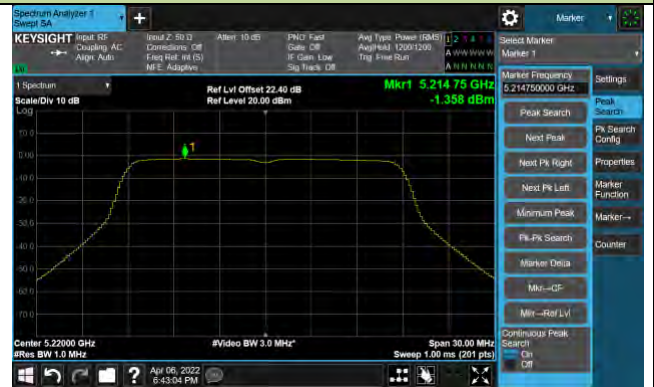 Spectrum Analyzer 1
Swept SA
+
Marker
KEYSIGHT
Input: RF
Coupling: AC
Align: Auto
Input Z: 50 Ω
Corrections: Off
Freq Ref: Int (S)
NFE: Adaptive
Atten: 10 dB
PNO: Fast
Gate: Off
IF Gain: Low
Sig Track: Off
Avg Type: Power (RMS)
Avg|Hold: 1200/1200
Trig: Free Run
A W W W W W
A N N N N N
Select Marker
Marker 1
1 Spectrum
Scale/Div 10 dB
Log
Ref Lvl Offset 22.40 dB
Ref Level 20.00 dBm
Mkr1 5.214 75 GHz
-1.358 dBm
10.0
0.00
-10.0
-20.0
-30.0
-40.0
-50.0
-60.0
-70.0
1
Center 5.22000 GHz
#Res BW 1.0 MHz
#Video BW 3.0 MHz*
Span 30.00 MHz
Sweep 1.00 ms (201 pts)
Marker Frequency
5.214750000 GHz
Peak Search
Next Peak
Next Pk Right
Next Pk Left
Minimum Peak
Pk-Pk Search
Marker Delta
Mkr→CF
Mkr→Ref Lvl
Continuous Peak
Search
On
Off
Settings
Peak
Search
Pk Search
Config
Properties
Marker
Function
Marker→
Counter
?
Apr 06, 2022
6:43:04 PM